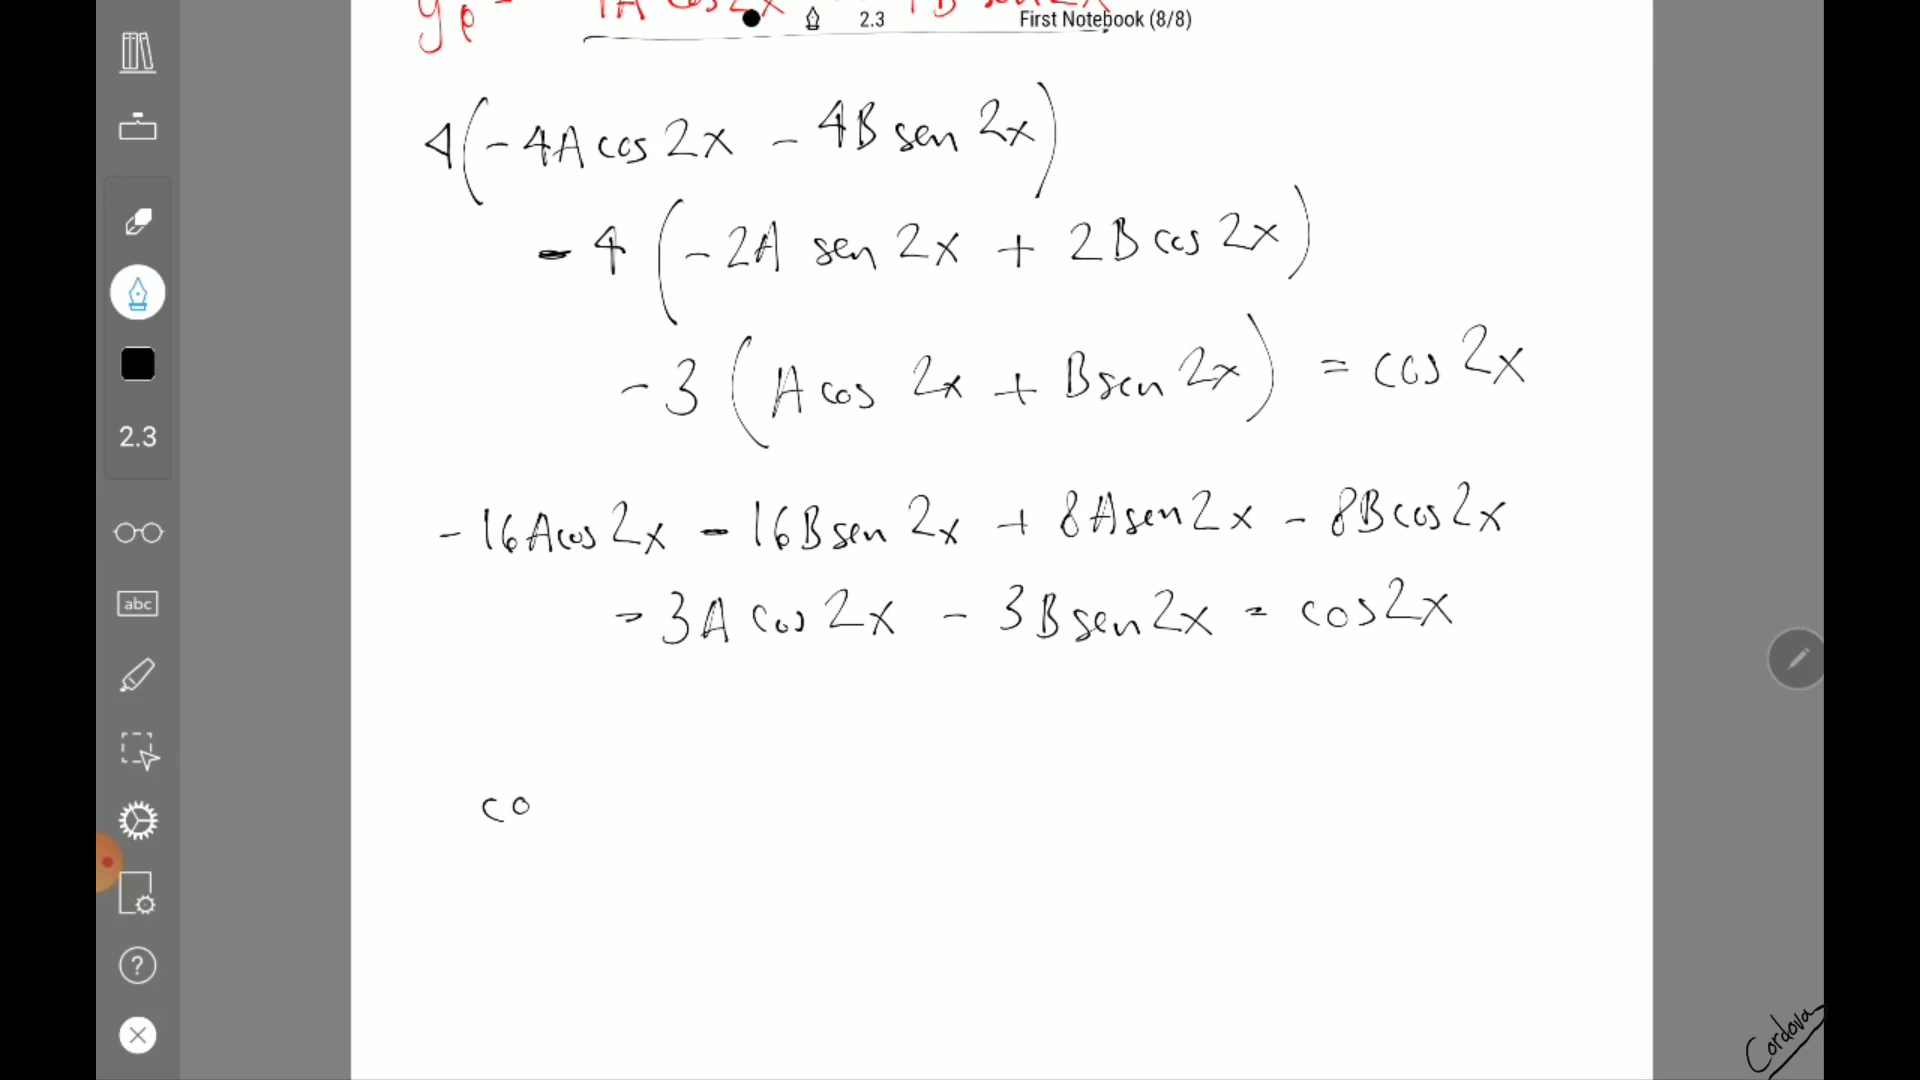 2.3 First Notebook (8/8)
4(-4A cos 2x - 4B sen 2x)
- 4 (-2A sen 2x + 2B cos 2x)
-3 (A cos 2x + B sen 2x) = cos 2x
2.3
-16A cos 2x - 16B sen 2x + 8A sen 2x - 8B cos 2x
abc
- 3A cos 2x - 3B sen 2x = cos 2x
co
?
Cordova